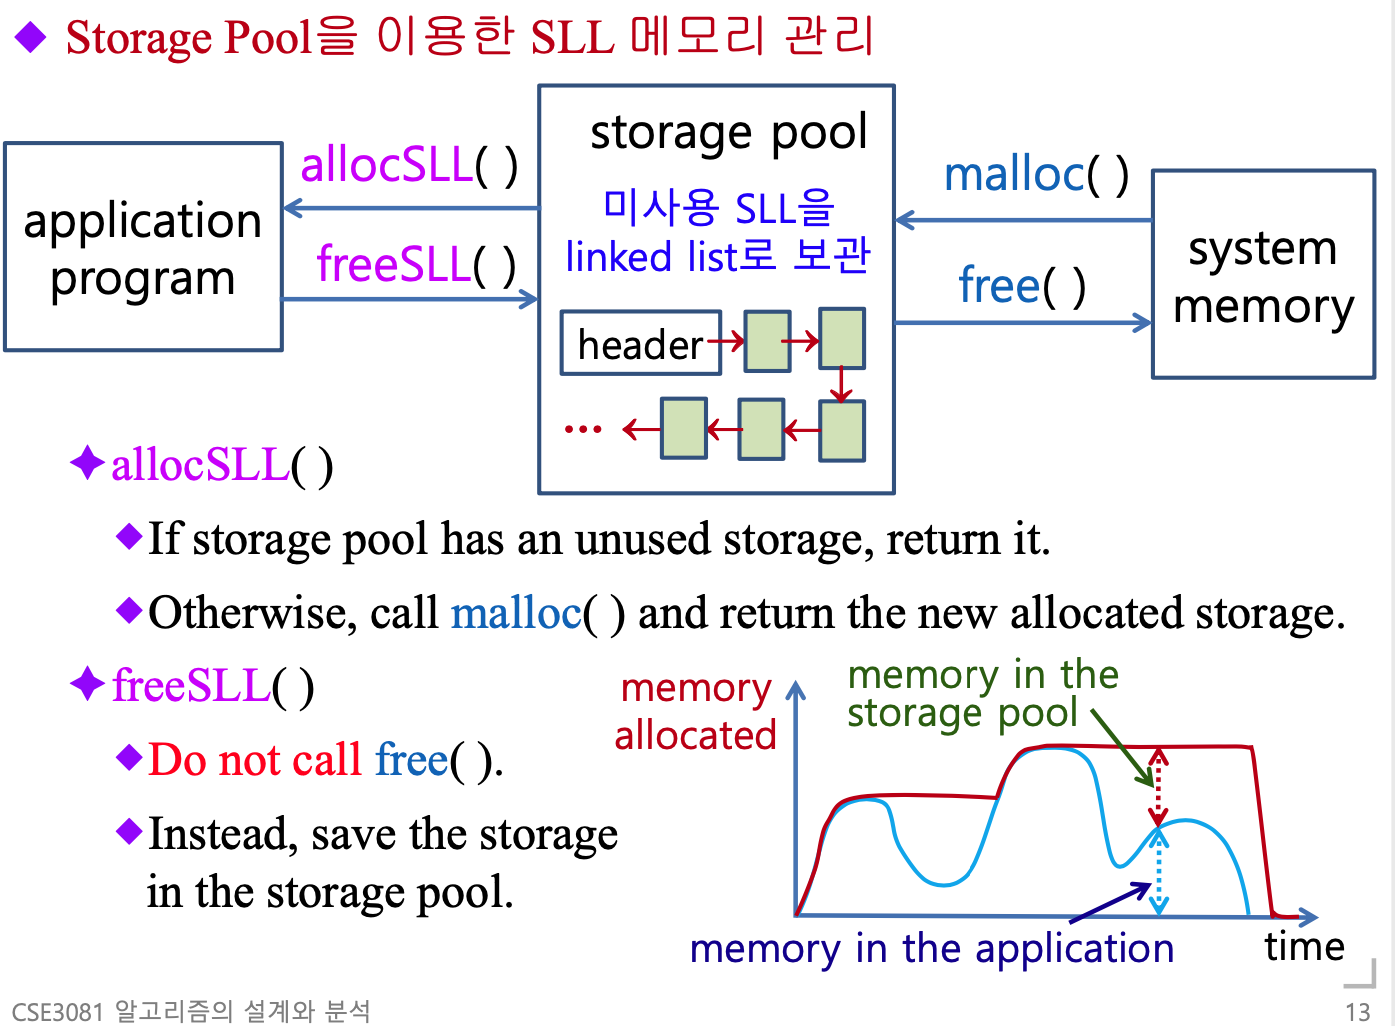 Storage Pool을 이용한 SLL 메모리 관리
application
program
allocSLL( )
freeSLL( )
storage pool
미사용 SLL을
linked list로 보관
header
...
malloc( )
free( )
system
memory
allocSLL( )
If storage pool has an unused storage, return it.
Otherwise, call malloc( ) and return the new allocated storage.
freeSLL( )
Do not call free( ).
Instead, save the storage
in the storage pool.
memory
allocated
memory in the
storage pool
memory in the application
time
CSE3081 알고리즘의 설계와 분석
13